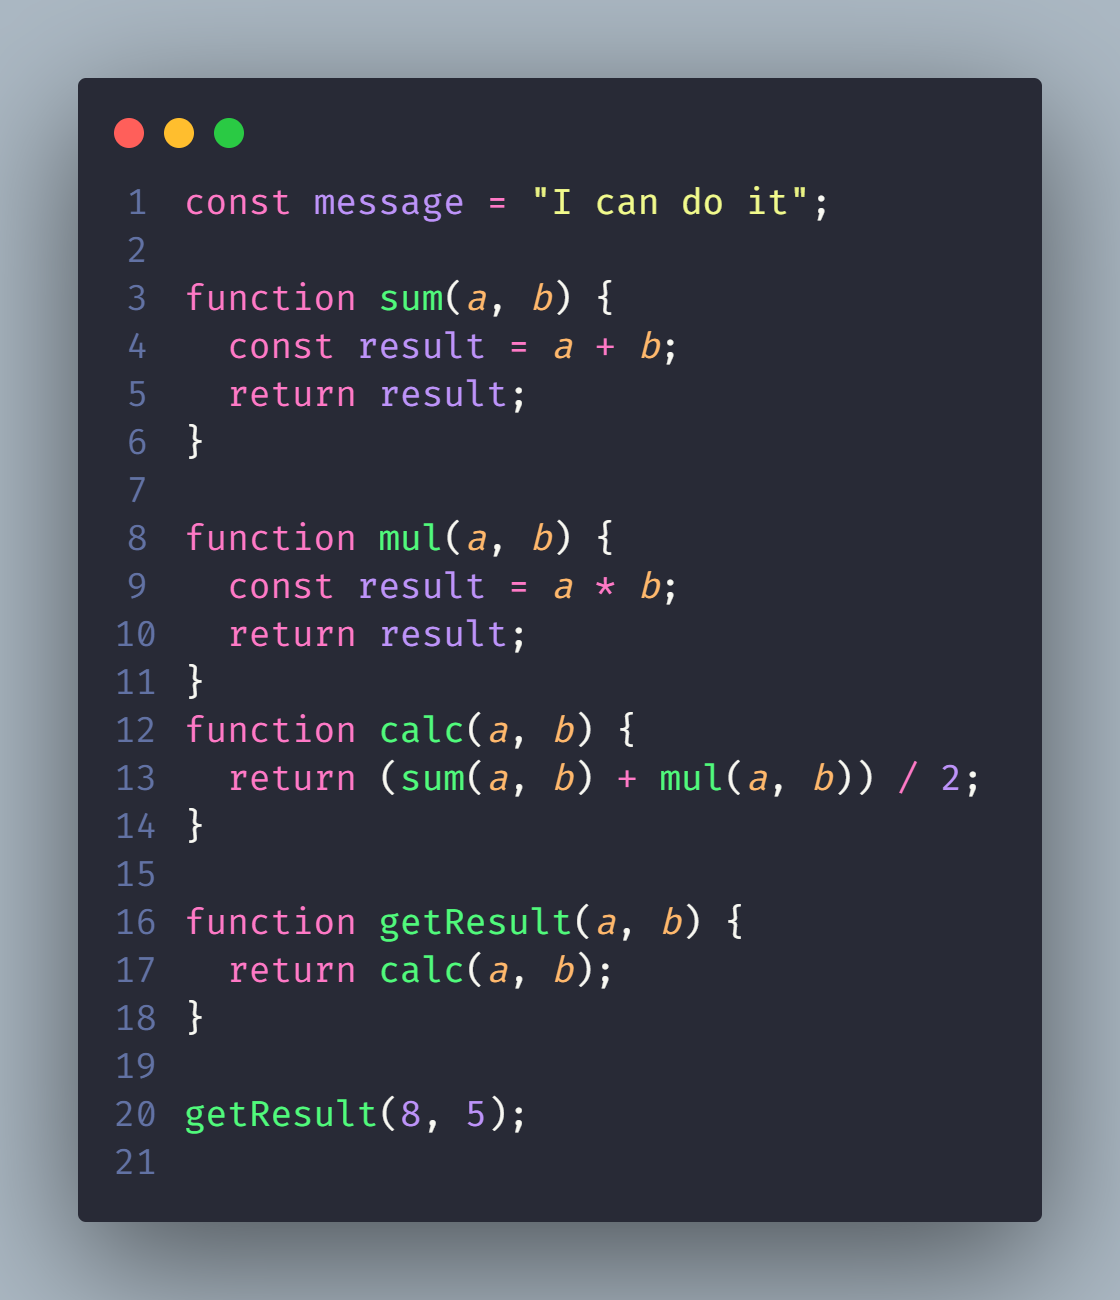 1 const message = "I can do it";
2
3 function sum(a, b) {
4   const result = a + b;
5   return result;
6 }
7
8 function mul(a, b) {
9   const result = a * b;
10   return result;
11 }
12 function calc(a, b) {
13   return (sum(a, b) + mul(a, b)) / 2;
14 }
15
16 function getResult(a, b) {
17   return calc(a, b);
18 }
19
20 getResult(8, 5);
21